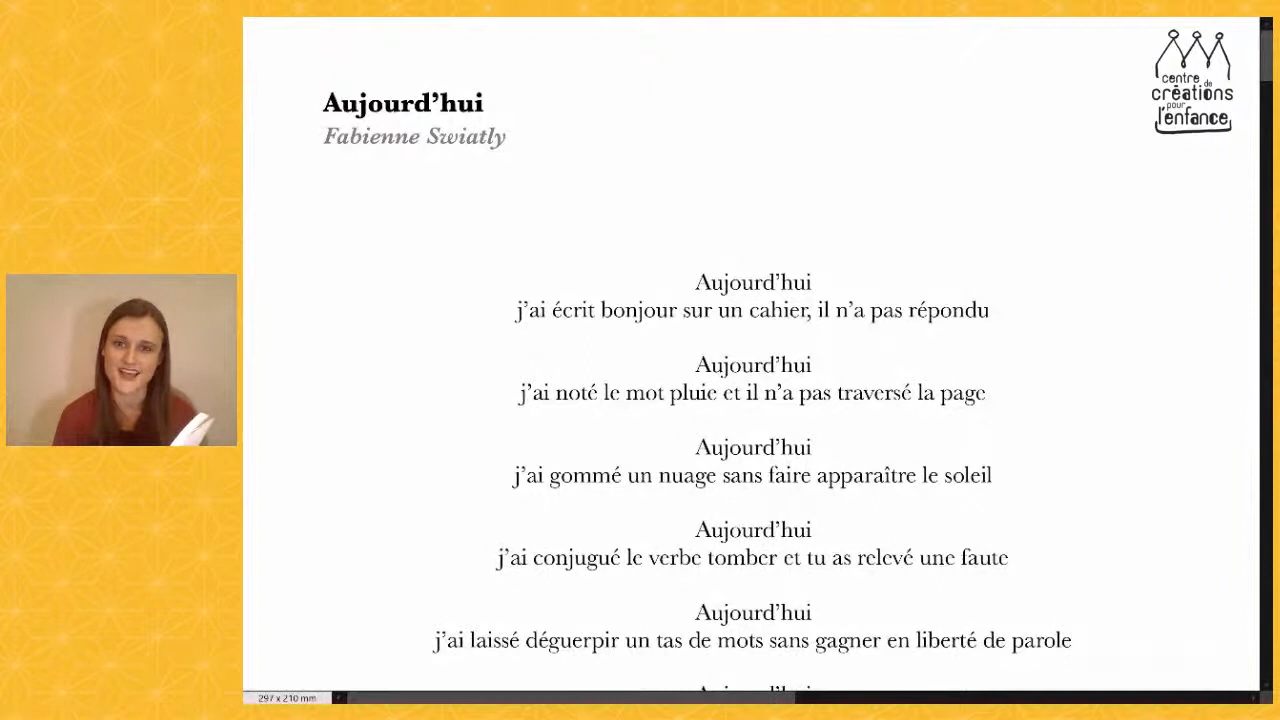 Aujourd’hui
Fabienne Swiatly
centre de
créations
pour
l'enfance
Aujourd’hui
j’ai écrit bonjour sur un cahier, il n’a pas répondu
Aujourd’hui
j’ai noté le mot pluie et il n’a pas traversé la page
Aujourd’hui
j’ai gommé un nuage sans faire apparaître le soleil
Aujourd’hui
j’ai conjugué le verbe tomber et tu as relevé une faute
Aujourd’hui
j’ai laissé déguerpir un tas de mots sans gagner en liberté de parole
297 x 210 mm